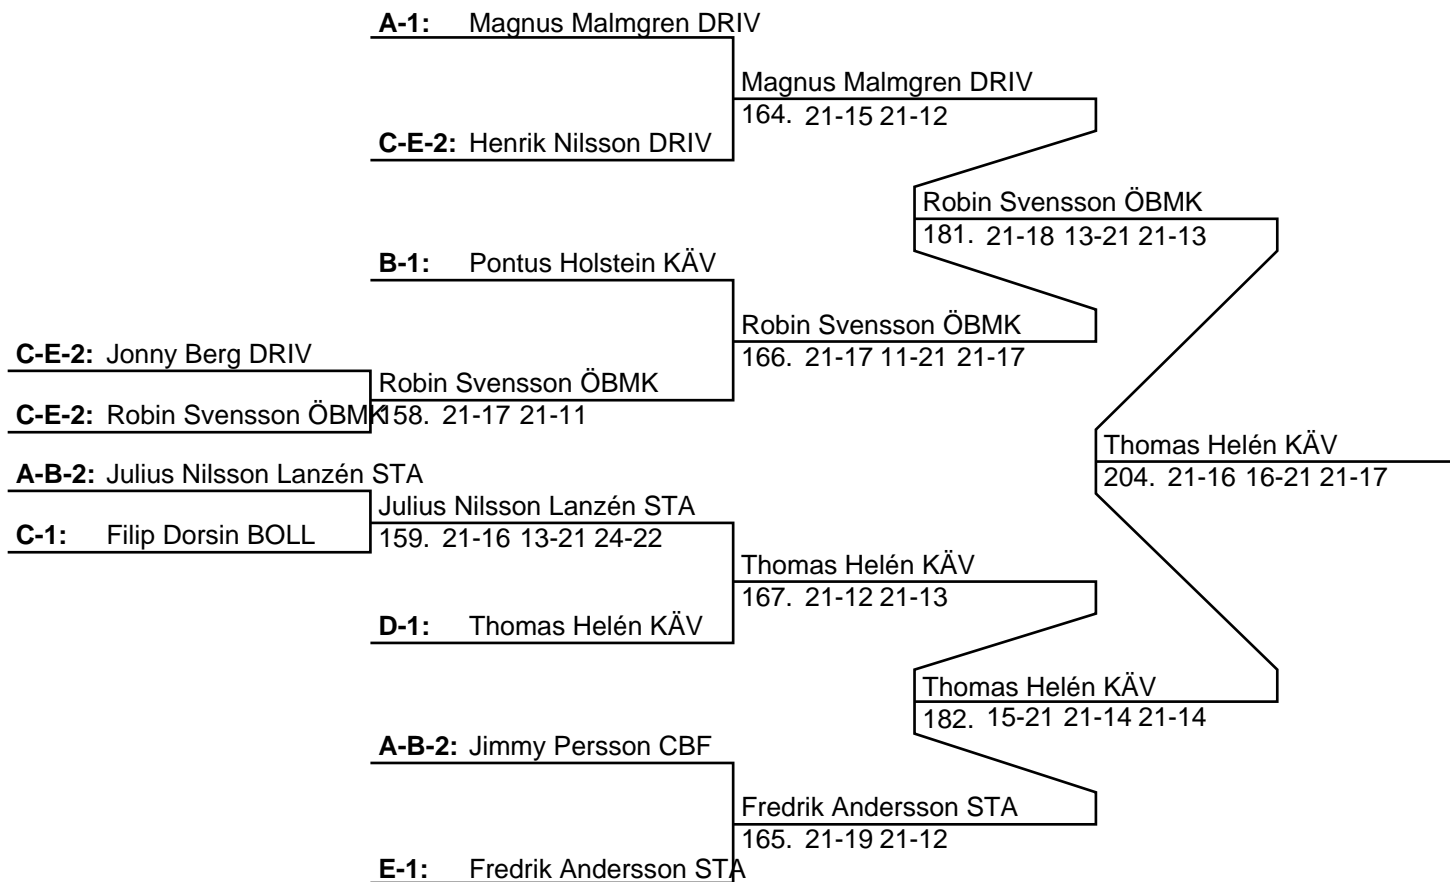 A-1: Magnus Malmgren DRIV
Magnus Malmgren DRIV
164. 21-15 21-12
C-E-2: Henrik Nilsson DRIV
Robin Svensson ÖBMK
181. 21-18 13-21 21-13
B-1: Pontus Holstein KÄV
Robin Svensson ÖBMK
166. 21-17 11-21 21-17
C-E-2: Jonny Berg DRIV
Robin Svensson ÖBMK
158. 21-17 21-11
C-E-2: Robin Svensson ÖBMK
Thomas Helén KÄV
204. 21-16 16-21 21-17
A-B-2: Julius Nilsson Lanzén STA
Julius Nilsson Lanzén STA
159. 21-16 13-21 24-22
C-1: Filip Dorsin BOLL
Thomas Helén KÄV
167. 21-12 21-13
D-1: Thomas Helén KÄV
Thomas Helén KÄV
182. 15-21 21-14 21-14
A-B-2: Jimmy Persson CBF
Fredrik Andersson STA
165. 21-19 21-12
E-1: Fredrik Andersson STA